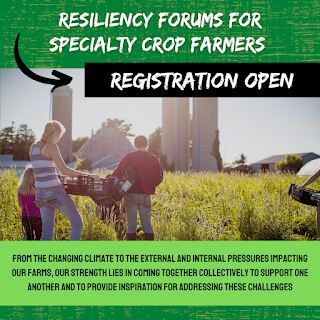 RESILIENCY FORUMS FOR
SPECIALTY CROP FARMERS
REGISTRATION OPEN
FROM THE CHANGING CLIMATE TO THE EXTERNAL AND INTERNAL PRESSURES IMPACTING
OUR FARMS, OUR STRENGTH LIES IN COMING TOGETHER COLLECTIVELY TO SUPPORT ONE
ANOTHER AND TO PROVIDE INSPIRATION FOR ADDRESSING THESE CHALLENGES